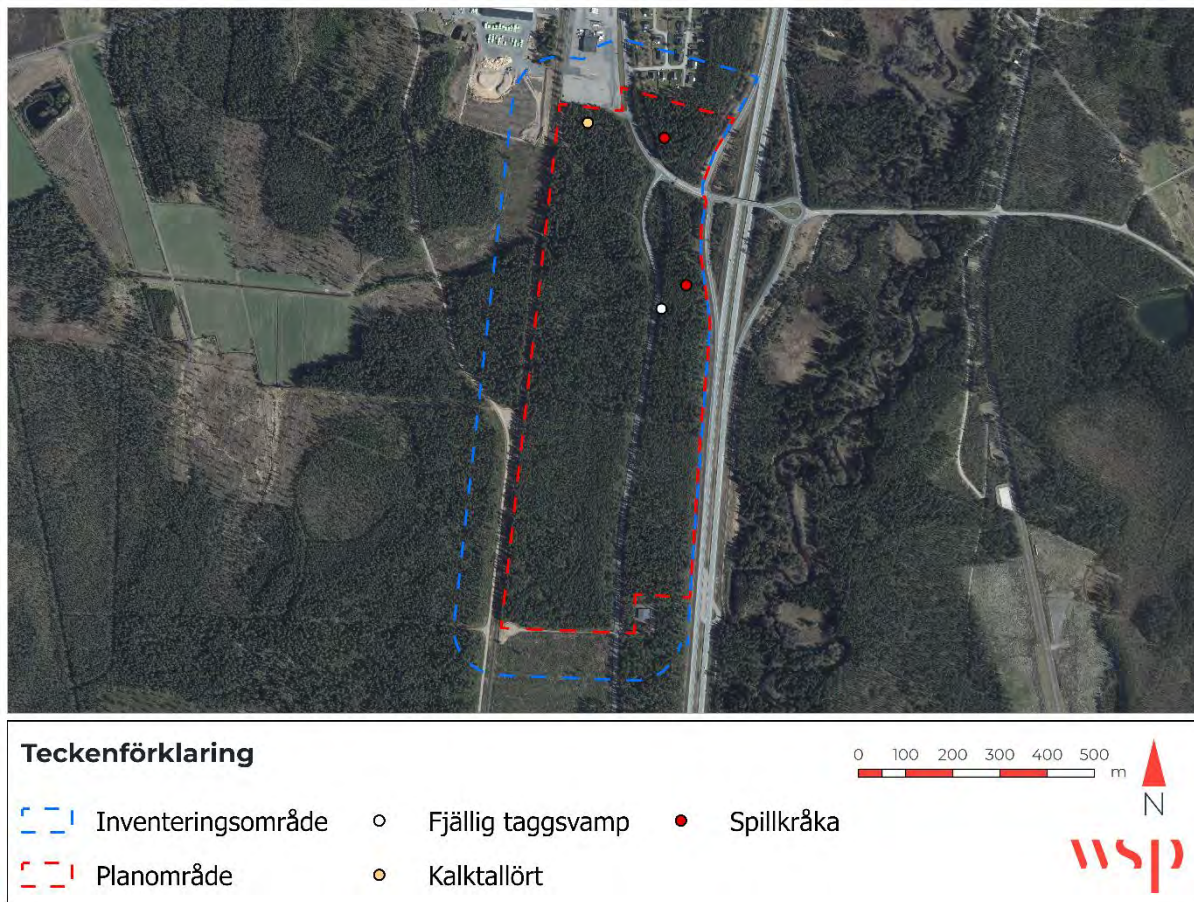 Teckenförklaring
0 100 200 300 400 500
m
N
Inventeringsområde
Fjällig taggsvamp
Spillkråka
Planområde
Kalktallört
wsp